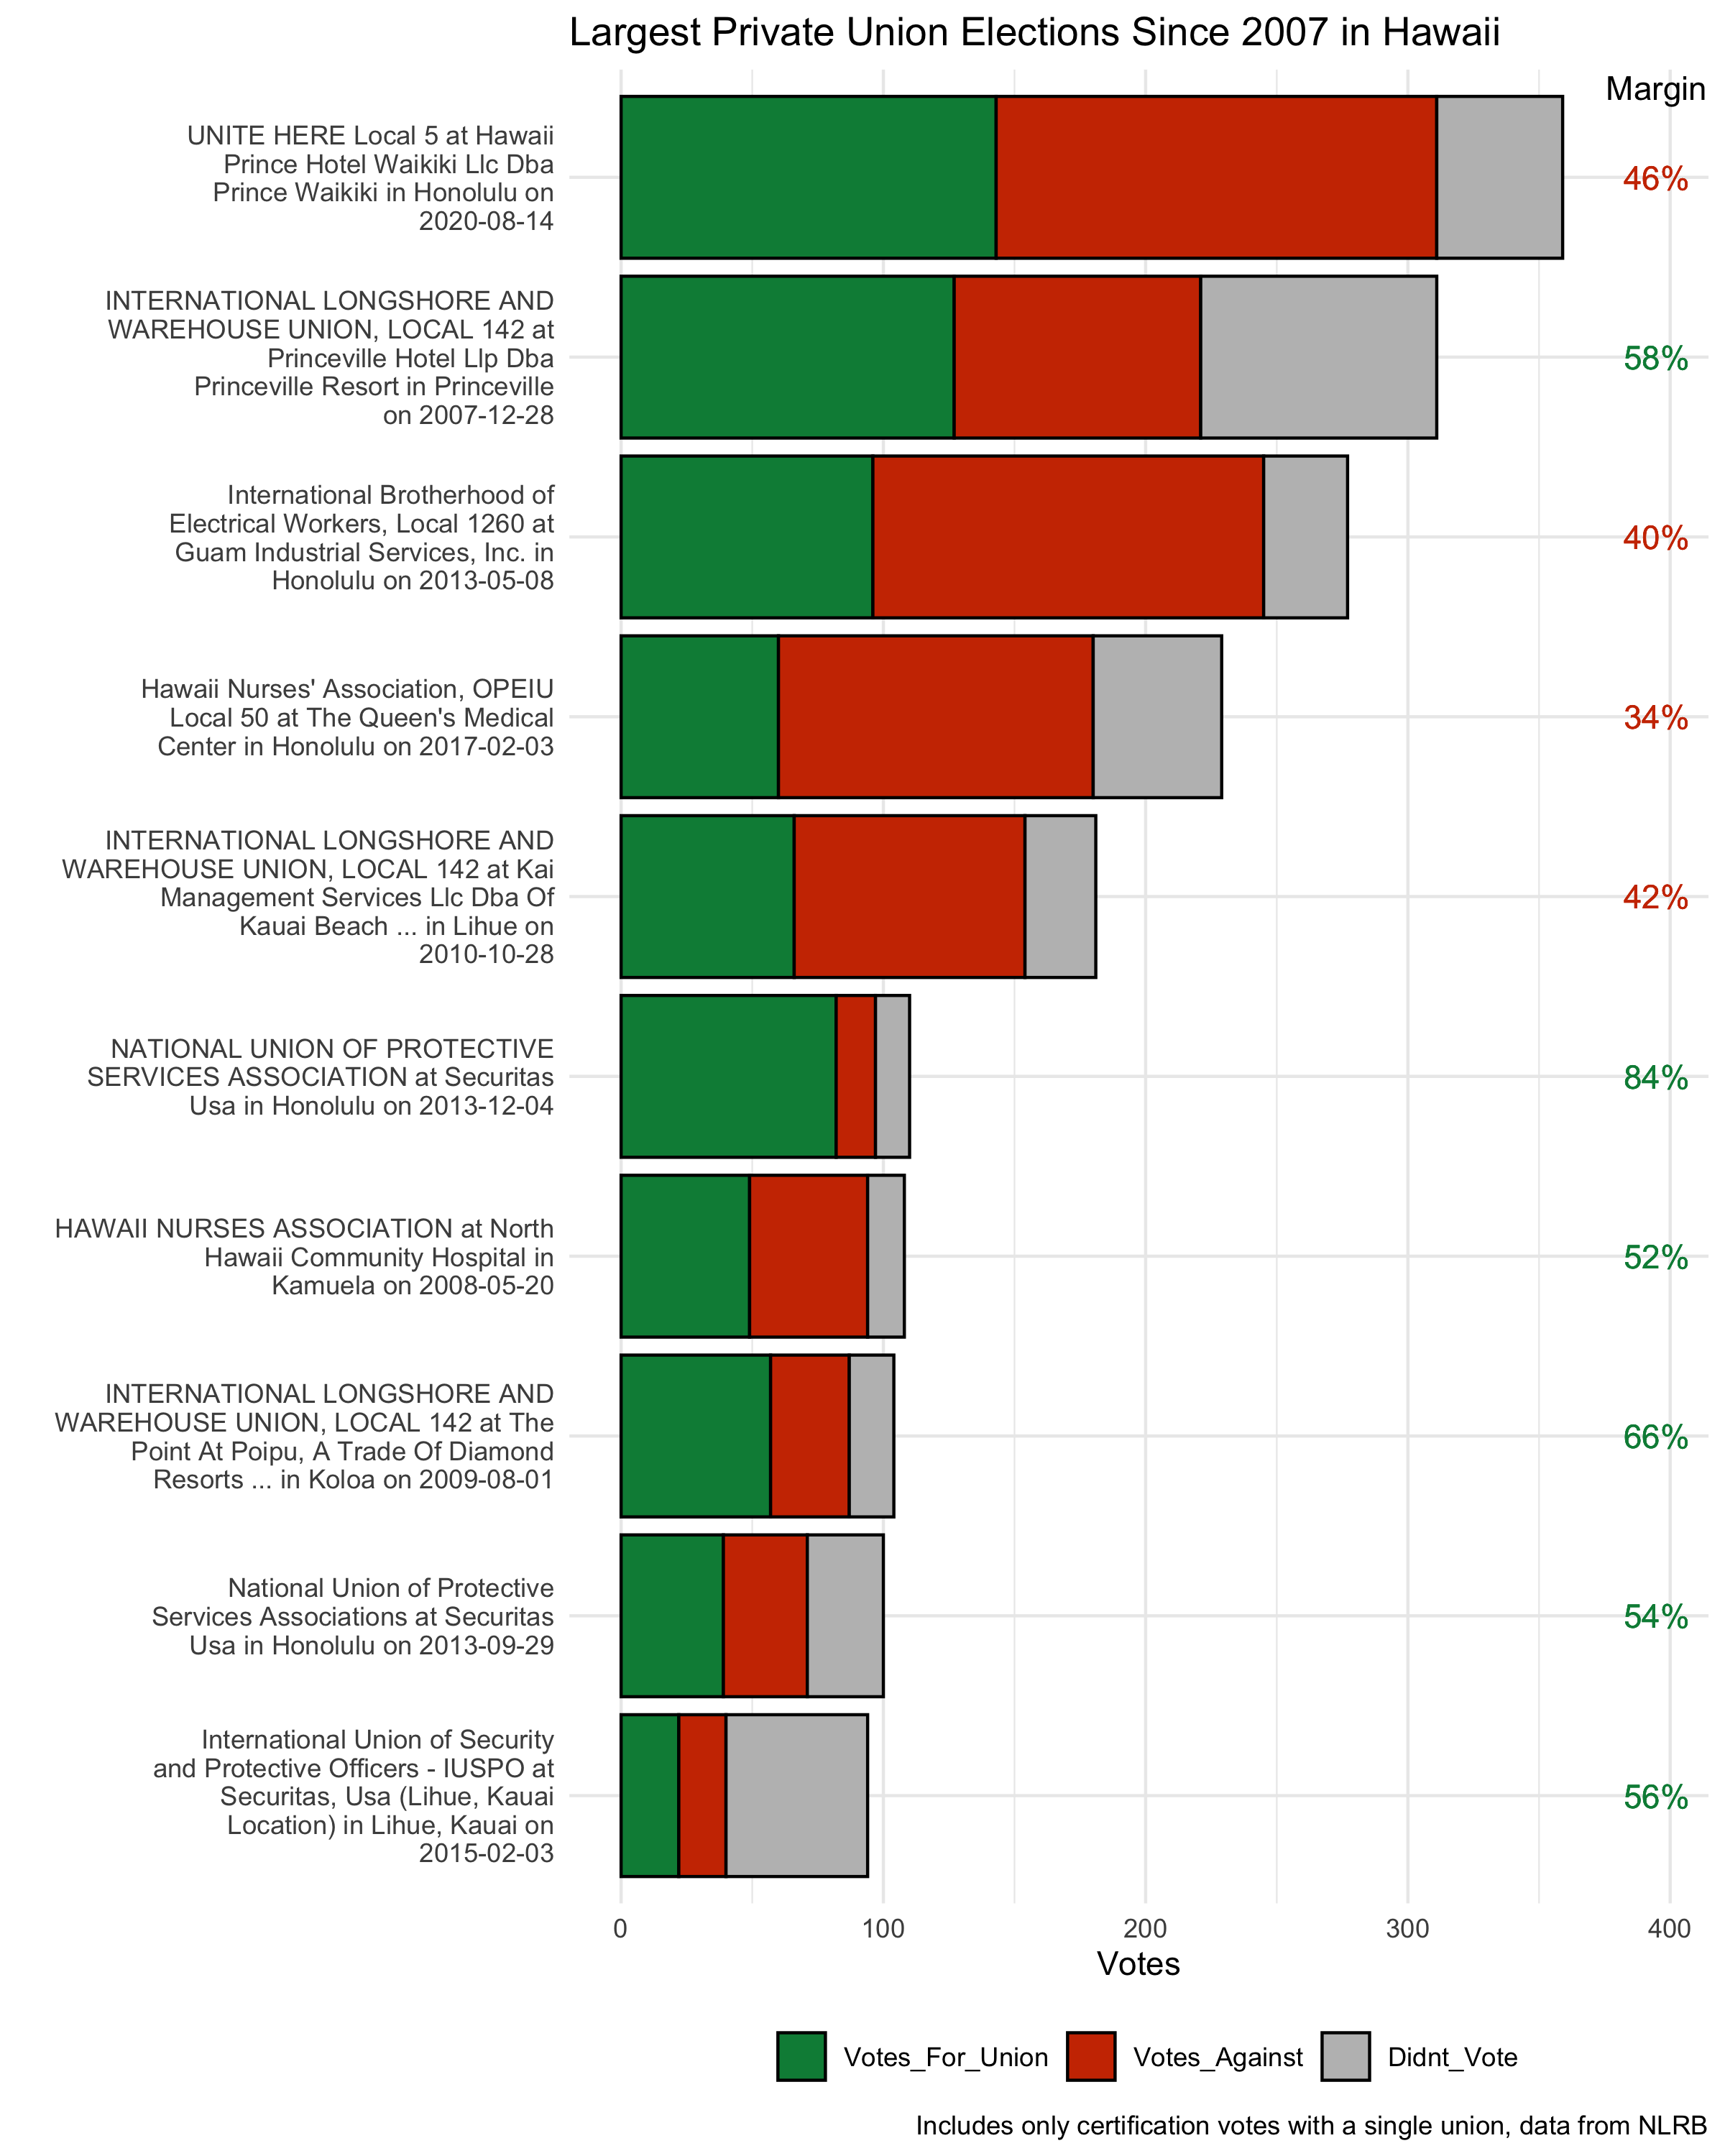 Largest Private Union Elections Since 2007 in Hawaii
Margin
UNITE HERE Local 5 at Hawaii
Prince Hotel Waikiki Llc Dba
Prince Waikiki in Honolulu on
2020-08-14
46%
INTERNATIONAL LONGSHORE AND
WAREHOUSE UNION, LOCAL 142 at
Princeville Hotel Llp Dba
Princeville Resort in Princeville
on 2007-12-28
58%
International Brotherhood of
Electrical Workers, Local 1260 at
Guam Industrial Services, Inc. in
Honolulu on 2013-05-08
40%
Hawaii Nurses' Association, OPEIU
Local 50 at The Queen's Medical
Center in Honolulu on 2017-02-03
34%
INTERNATIONAL LONGSHORE AND
WAREHOUSE UNION, LOCAL 142 at Kai
Management Services Llc Dba Of
Kauai Beach ... in Lihue on
2010-10-28
42%
NATIONAL UNION OF PROTECTIVE
SERVICES ASSOCIATION at Securitas
Usa in Honolulu on 2013-12-04
84%
HAWAII NURSES ASSOCIATION at North
Hawaii Community Hospital in
Kamuela on 2008-05-20
52%
INTERNATIONAL LONGSHORE AND
WAREHOUSE UNION, LOCAL 142 at The
Point At Poipu, A Trade Of Diamond
Resorts ... in Koloa on 2009-08-01
66%
National Union of Protective
Services Associations at Securitas
Usa in Honolulu on 2013-09-29
54%
International Union of Security
and Protective Officers - IUSPO at
Securitas, Usa (Lihue, Kauai
Location) in Lihue, Kauai on
2015-02-03
56%
0 100 200 300 400
Votes
Votes_For_Union Votes_Against Didnt_Vote
Includes only certification votes with a single union, data from NLRB